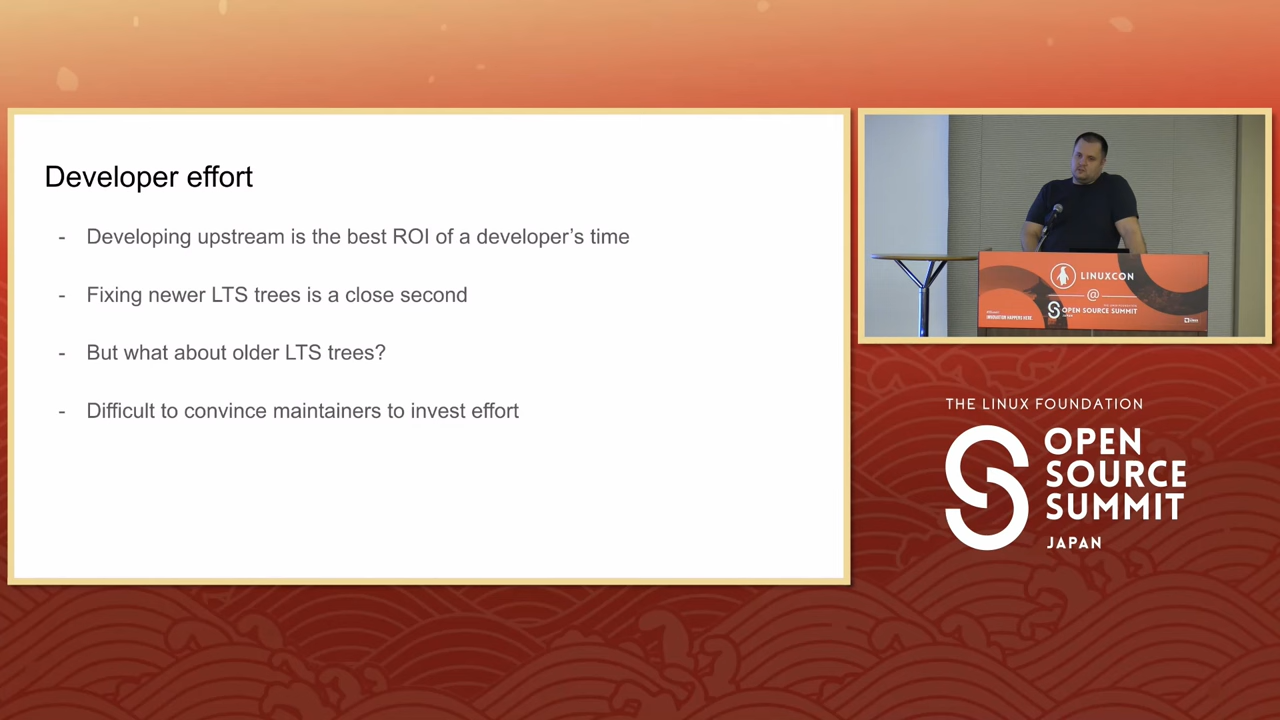 Developer effort
- Developing upstream is the best ROI of a developer's time
- Fixing newer LTS trees is a close second
- But what about older LTS trees?
- Difficult to convince maintainers to invest effort
LINUXCON
@
OPEN SOURCE SUMMIT
THE LINUX FOUNDATION
OPEN
SOURCE
SUMMIT
JAPAN